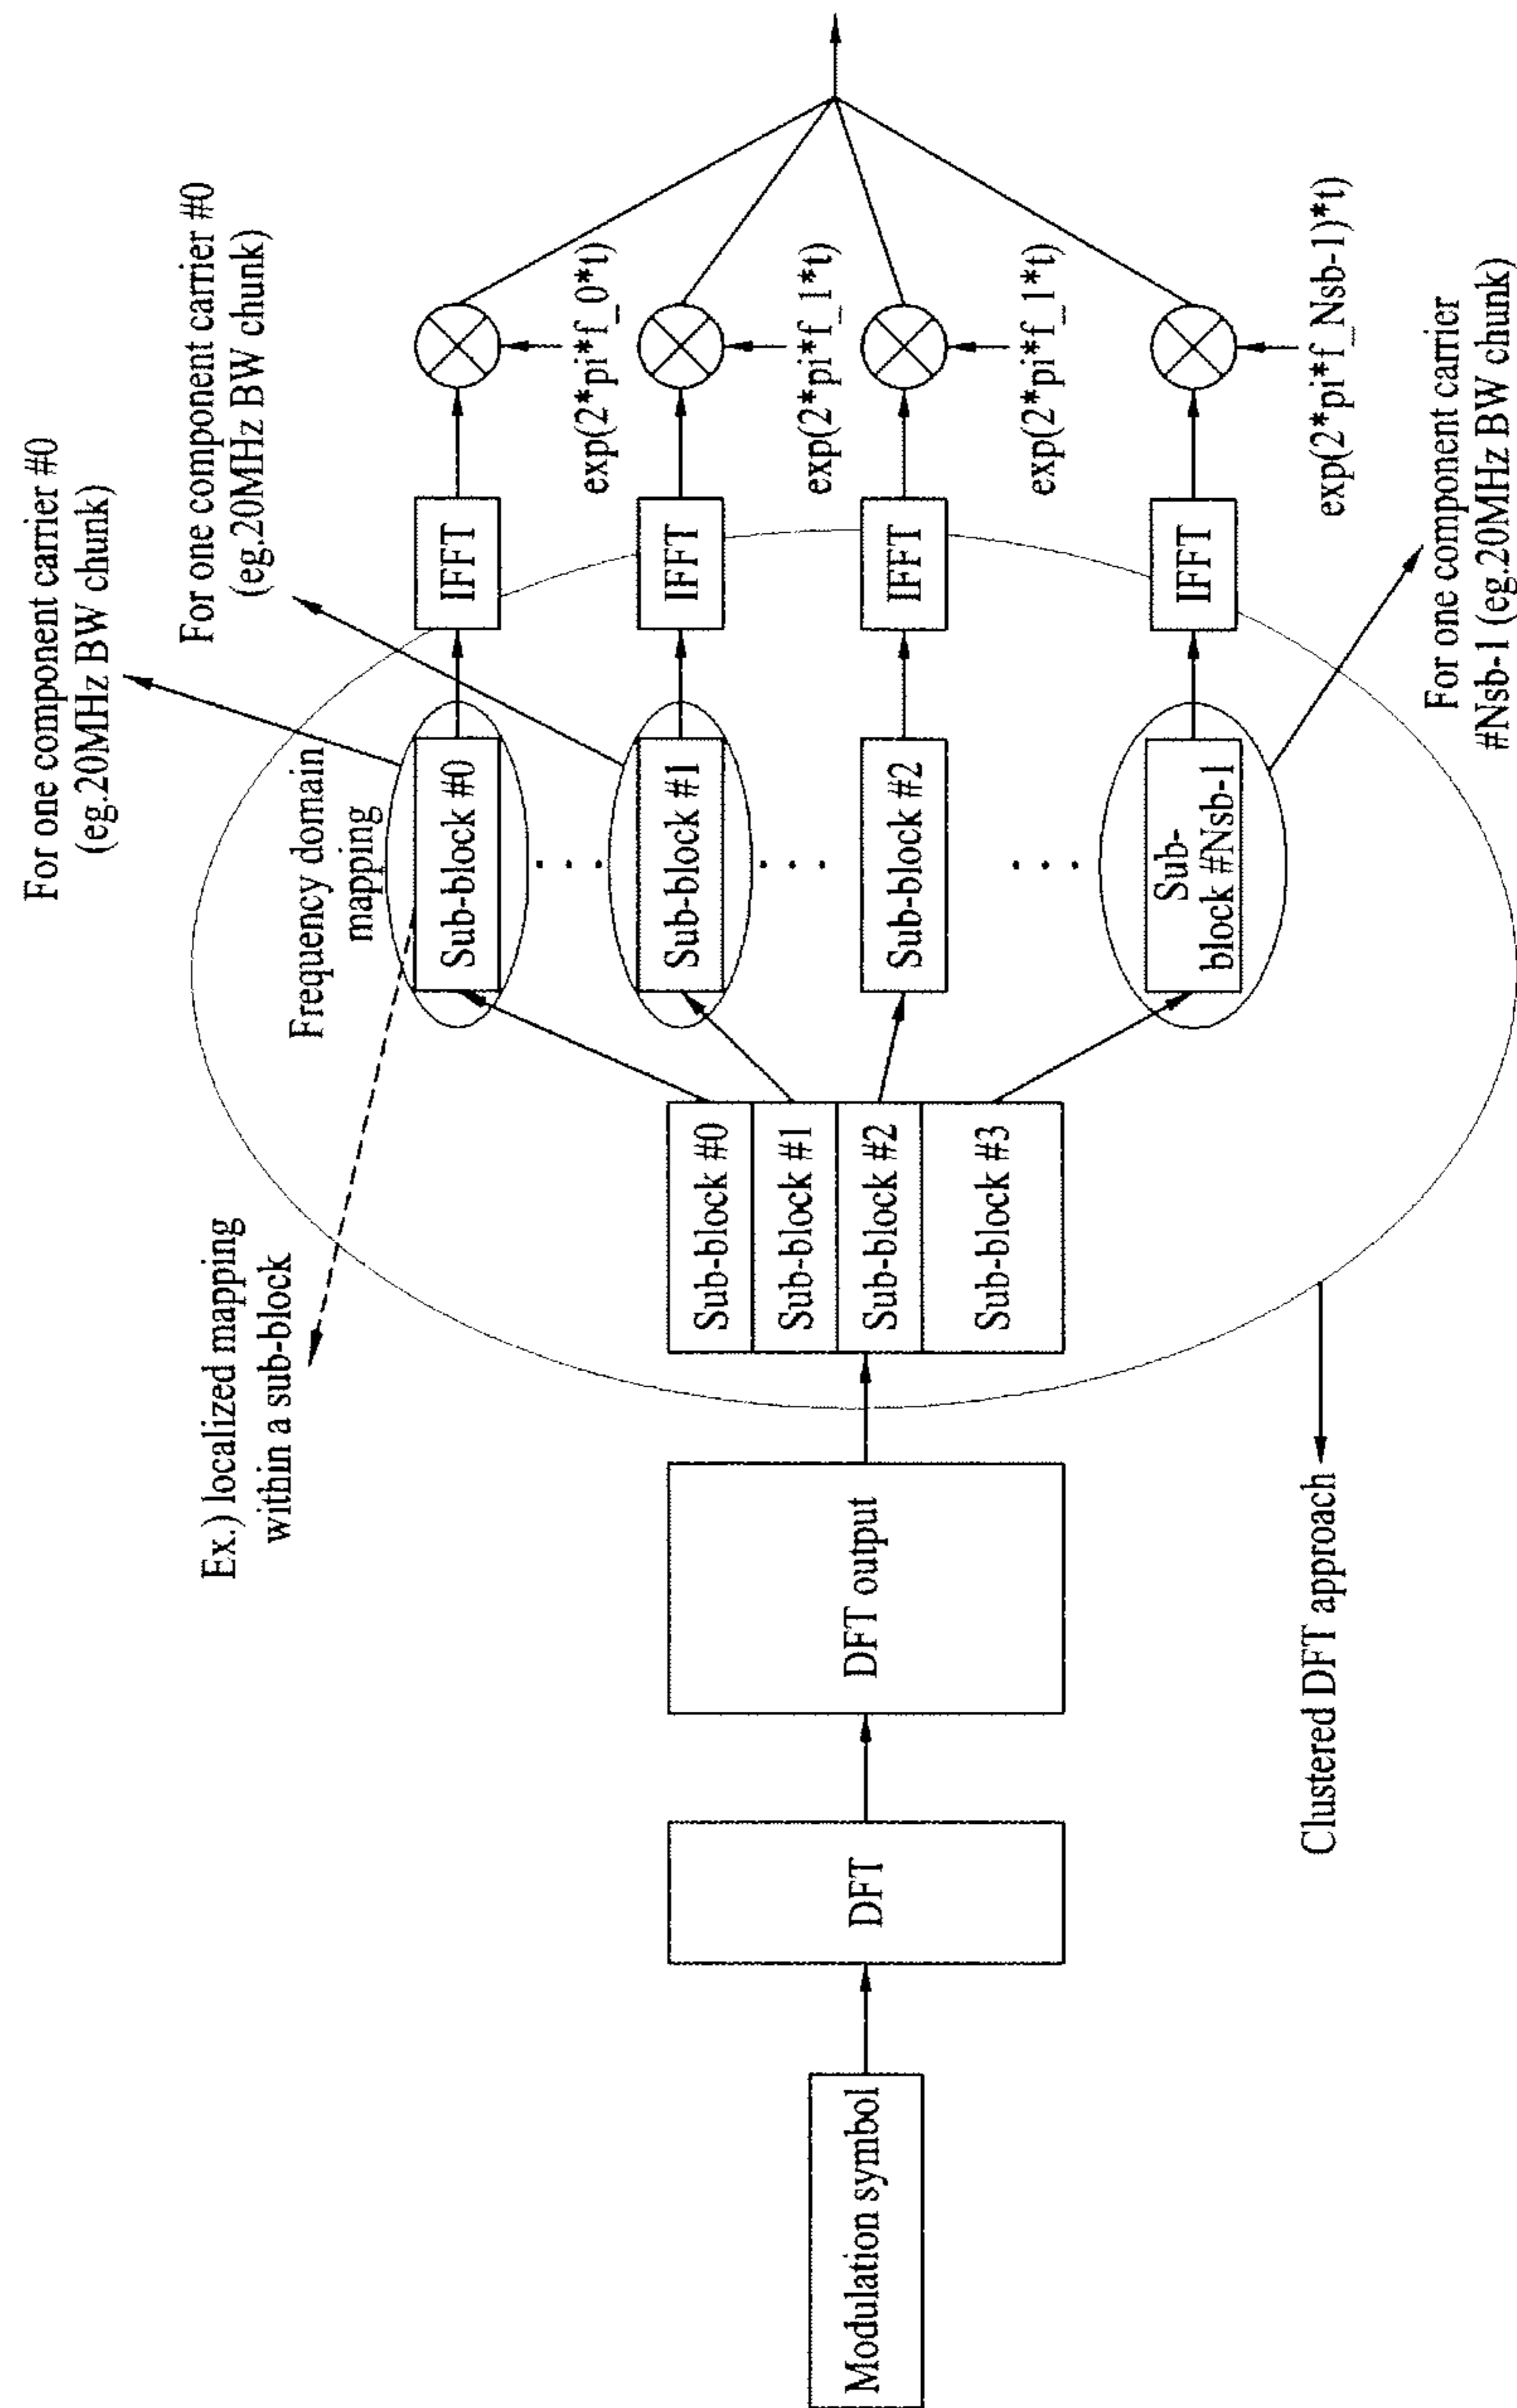 For one component carrier #0
(eg.20MHz BW chunk)
For one component carrier #0
(eg.20MHz BW chunk)
Ex.) localized mapping
within a sub-block
Frequency domain
mapping
Modulation symbol
DFT
DFT output
Sub-block #0
Sub-block #1
Sub-block #2
Sub-block #3
Sub-block #0
Sub-block #1
Sub-block #2
Sub-
block #Nsb-1
IFFT
IFFT
IFFT
IFFT
exp(2*pi*f_0*t)
exp(2*pi*f_1*t)
exp(2*pi*f_1*t)
exp(2*pi*f_Nsb-1)*t)
Clustered DFT approach
For one component carrier
#Nsb-1 (eg.20MHz BW chunk)